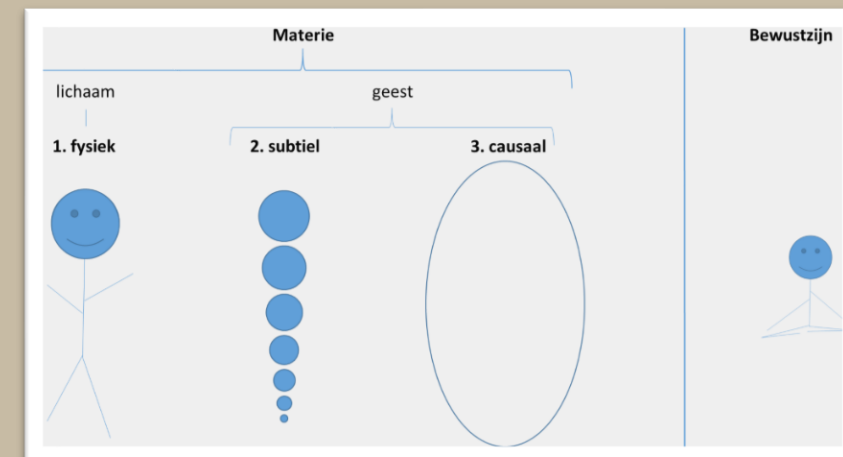 Materie
Bewustzijn
lichaam
geest
1. fysiek
2. subtiel
3. causaal